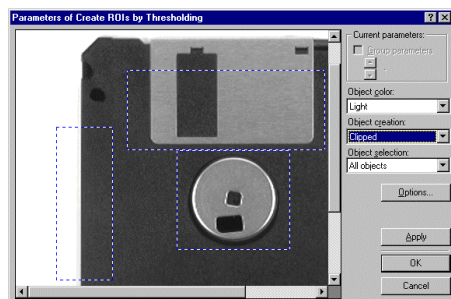 Parameters of Create ROIs by Thresholding
Current parameters:
Group parameters
Object color:
Light
Object creation:
Clipped
Object selection:
All objects
Options...
Apply
OK
Cancel